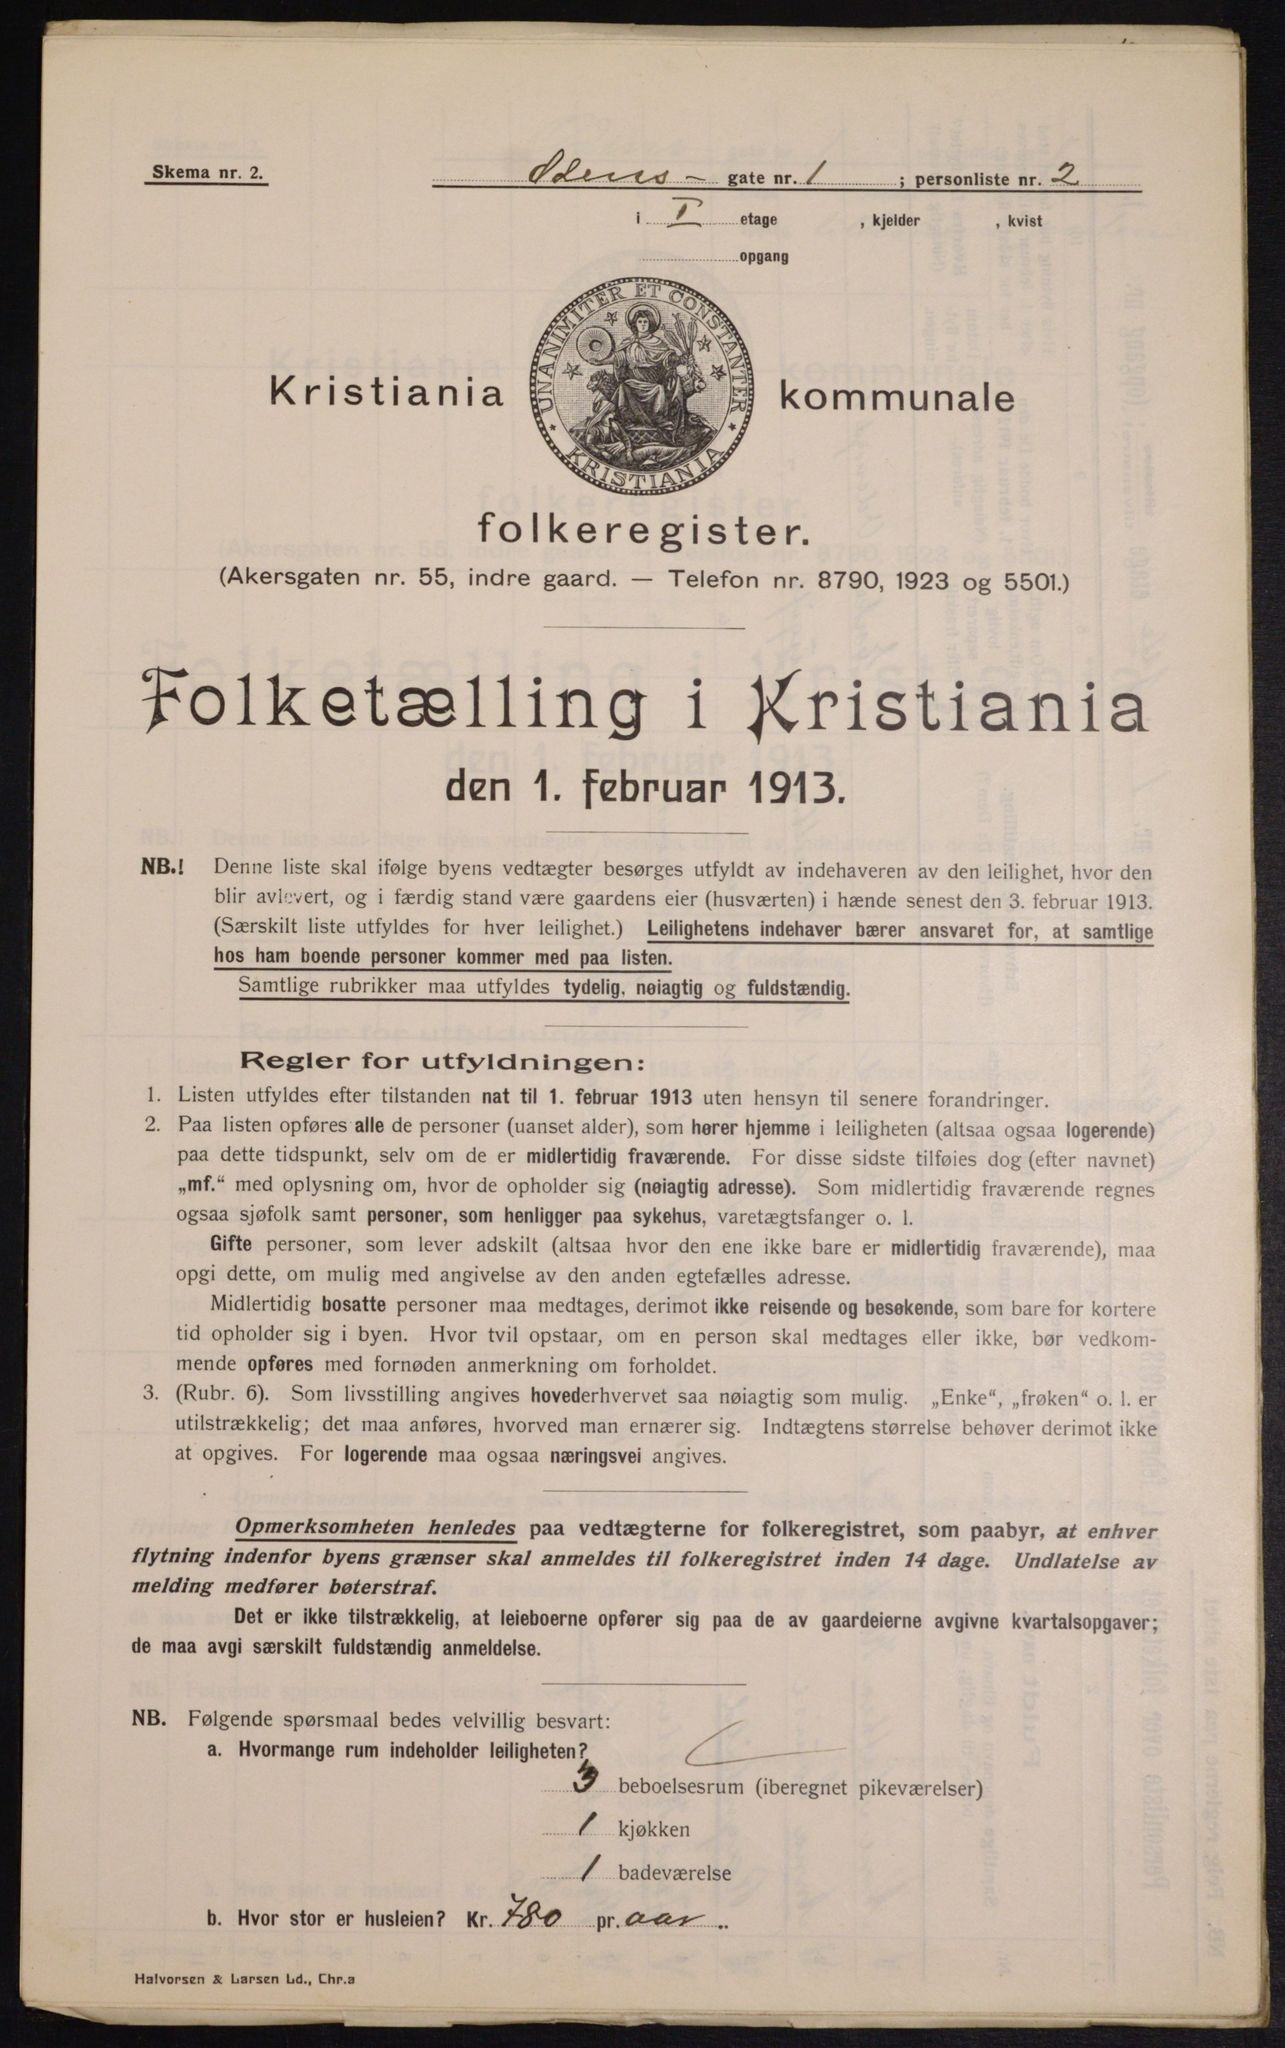 Skema nr. 2.
Odens- gate nr. 1 ; personliste nr. 2
i I etage , kjelder , kvist
opgang
UNANIMITER ET CONSTANTER
KRISTIANIA
Kristiania kommunale
folkeregister.
(Akersgaten nr. 55, indre gaard. — Telefon nr. 8790, 1923 og 5501.)
Folketælling i Kristiania
den 1. februar 1913.
NB.! Denne liste skal ifølge byens vedtægter besørges utfyldt av indehaveren av den leilighet, hvor den
blir avlevert, og i færdig stand være gaardens eier (husværten) i hænde senest den 3. februar 1913.
(Særskilt liste utfyldes for hver leilighet.) Leilighetens indehaver bærer ansvaret for, at samtlige
hos ham boende personer kommer med paa listen.
Samtlige rubrikker maa utfyldes tydelig, nøiagtig og fuldstændig.
Regler for utfyldningen:
1. Listen utfyldes efter tilstanden nat til 1. februar 1913 uten hensyn til senere forandringer.
2. Paa listen opføres alle de personer (uanset alder), som hører hjemme i leiligheten (altsaa ogsaa logerende)
paa dette tidspunkt, selv om de er midlertidig fraværende. For disse sidste tilføies dog (efter navnet)
„mf.“ med oplysning om, hvor de opholder sig (nøiagtig adresse). Som midlertidig fraværende regnes
ogsaa sjøfolk samt personer, som henligger paa sykehus, varetægtsfanger o. l.
Gifte personer, som lever adskilt (altsaa hvor den ene ikke bare er midlertidig fraværende), maa
opgi dette, om mulig med angivelse av den anden egtefælles adresse.
Midlertidig bosatte personer maa medtages, derimot ikke reisende og besøkende, som bare for kortere
tid opholder sig i byen. Hvor tvil opstaar, om en person skal medtages eller ikke, bør vedkom-
mende opføres med fornøden anmerkning om forholdet.
3. (Rubr. 6). Som livsstilling angives hovederhvervet saa nøiagtig som mulig. „Enke“, „frøken“ o. l. er
utilstrækkelig; det maa anføres, hvorved man ernærer sig. Indtægtens størrelse behøver derimot ikke
at opgives. For logerende maa ogsaa næringsvei angives.
Opmerksomheten henledes paa vedtægterne for folkeregistret, som paabyr, at enhver
flytning indenfor byens grænser skal anmeldes til folkeregistret inden 14 dage. Undlatelse av
melding medfører bøterstraf.
Det er ikke tilstrækkelig, at leieboerne opfører sig paa de av gaardeierne avgivne kvartalsopgaver;
de maa avgi særskilt fuldstændig anmeldelse.
NB. Følgende spørsmaal bedes velvillig besvart:
a. Hvormange rum indeholder leiligheten?
3 beboelsesrum (iberegnet pikeværelser)
1 kjøkken
1 badeværelse
b. Hvor stor er husleien? Kr. 780 pr. aar.
Halvorsen & Larsen Ld., Chr.a